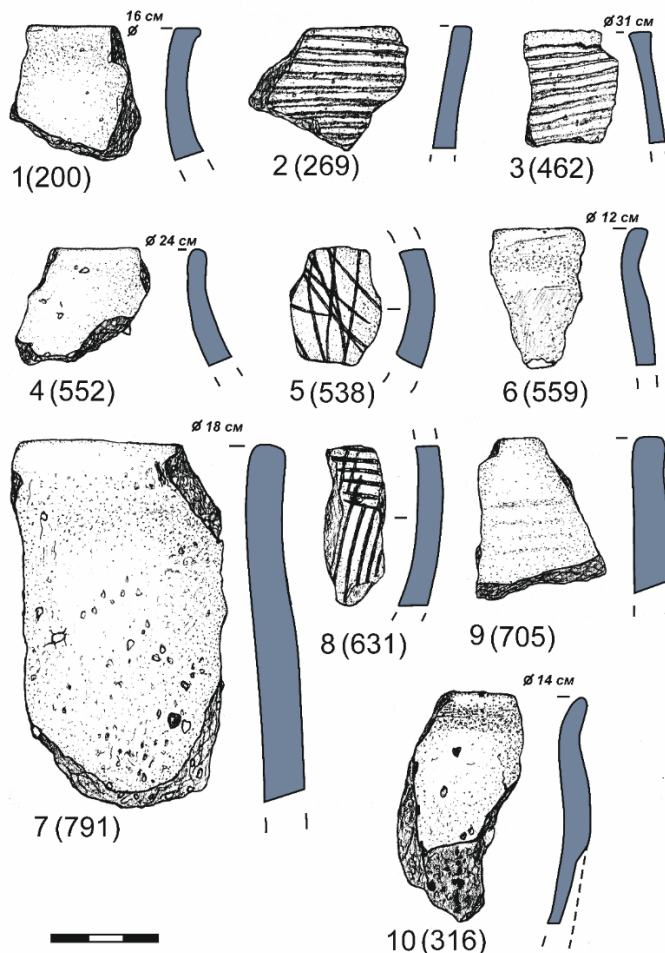 16 см
Ø
Ø 31 см
1(200)
2 (269)
3 (462)
Ø 24 см
Ø 12 см
4 (552)
5 (538)
6 (559)
Ø 18 см
8 (631)
9 (705)
Ø 14 см
7 (791)
10 (316)